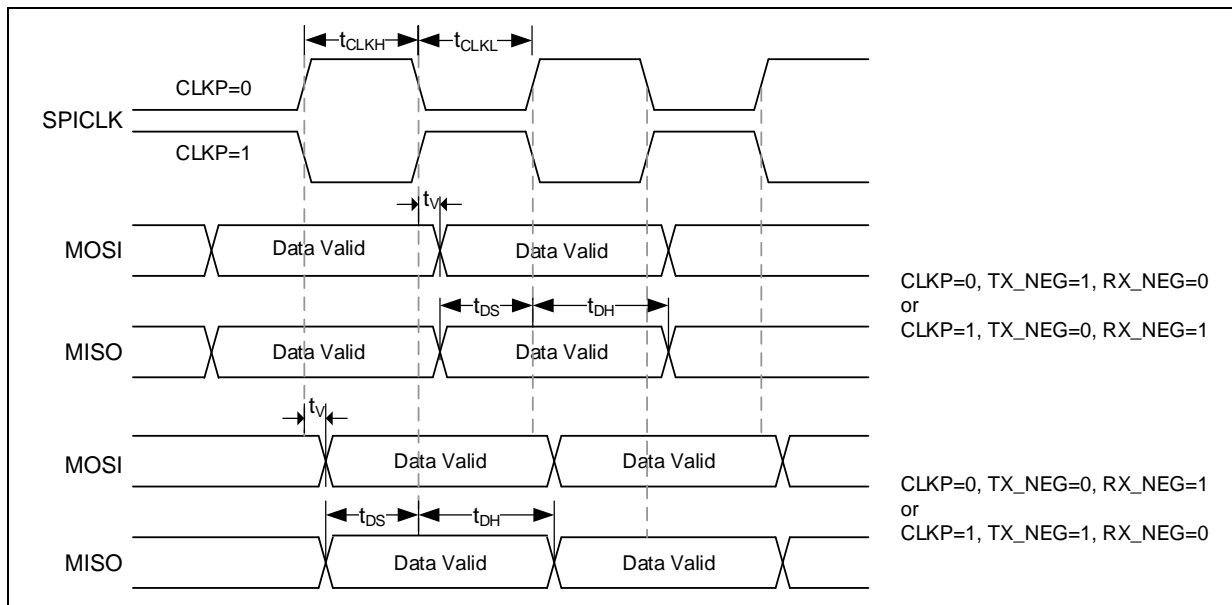 tCLKH tCLKL
CLKP=0
SPICLK
CLKP=1
tV
MOSI Data Valid Data Valid
CLKP=0, TX_NEG=1, RX_NEG=0
or
CLKP=1, TX_NEG=0, RX_NEG=1
tDS tDH
MISO Data Valid Data Valid
tV
MOSI Data Valid Data Valid
CLKP=0, TX_NEG=0, RX_NEG=1
or
CLKP=1, TX_NEG=1, RX_NEG=0
tDS tDH
MISO Data Valid Data Valid